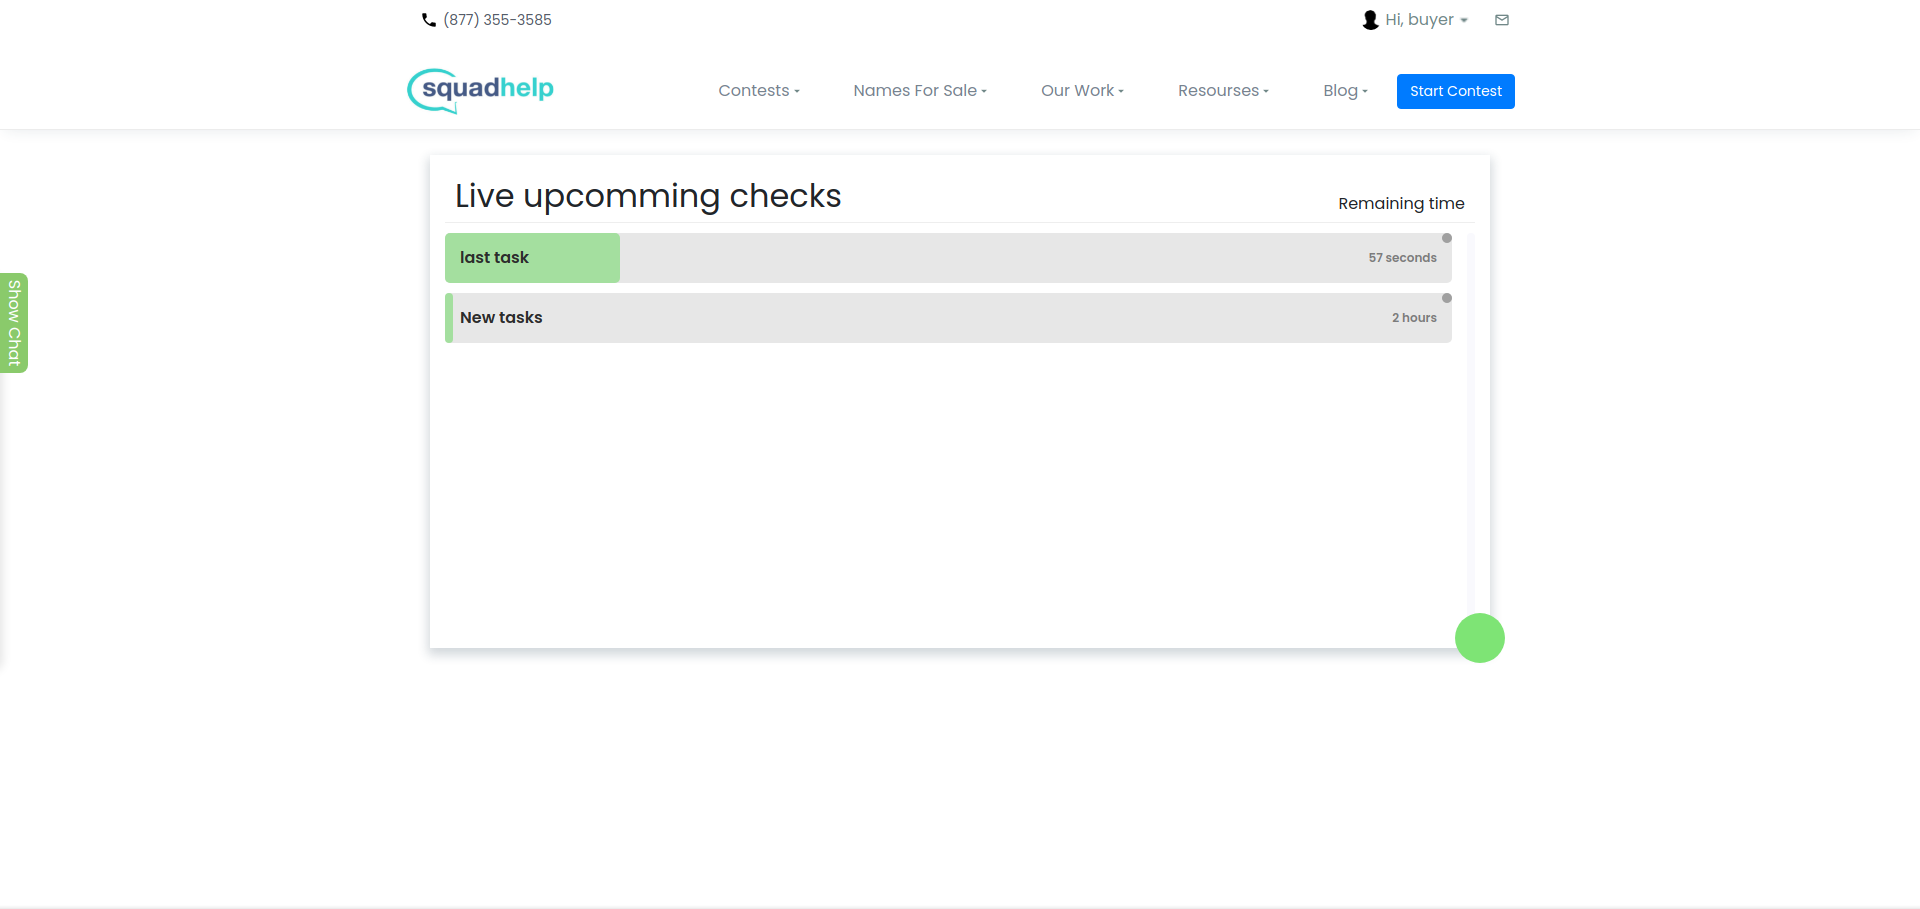 (877) 355-3585
Hi, buyer
squadhelp
Contests
Names For Sale
Our Work
Resourses
Blog
Start Contest
Live upcomming checks
Remaining time
last task
57 seconds
New tasks
2 hours
Show Chat